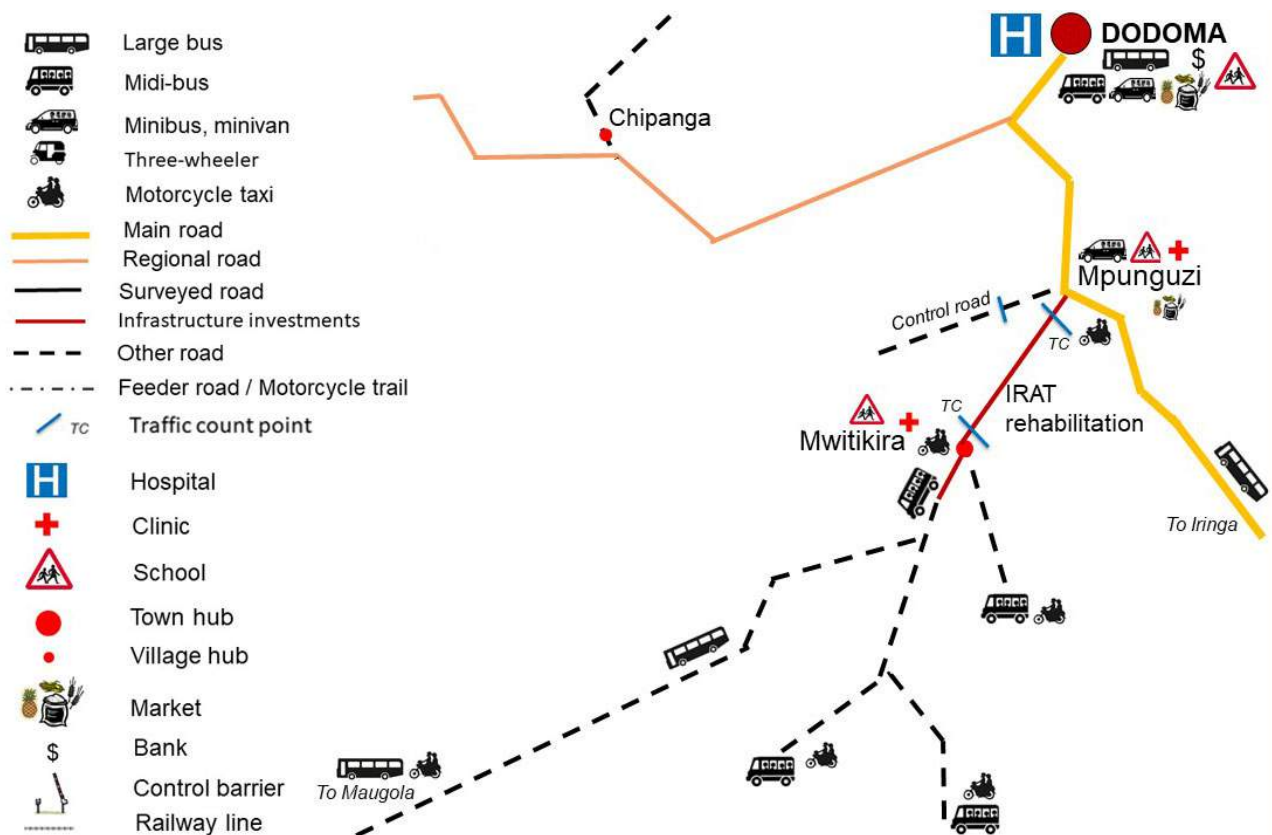 Large bus
Midi-bus
Minibus, minivan
Three-wheeler
Motorcycle taxi
Main road
Regional road
Surveyed road
Infrastructure investments
Other road
Feeder road / Motorcycle trail
TC
Traffic count point
H
Hospital
Clinic
School
Town hub
Village hub
Market
$
Bank
Control barrier
Railway line
H
DODOMA
$
Chipanga
Mpunguzi
Control road
TC
IRAT
rehabilitation
TC
Mwitikira
To Iringa
To Maugola